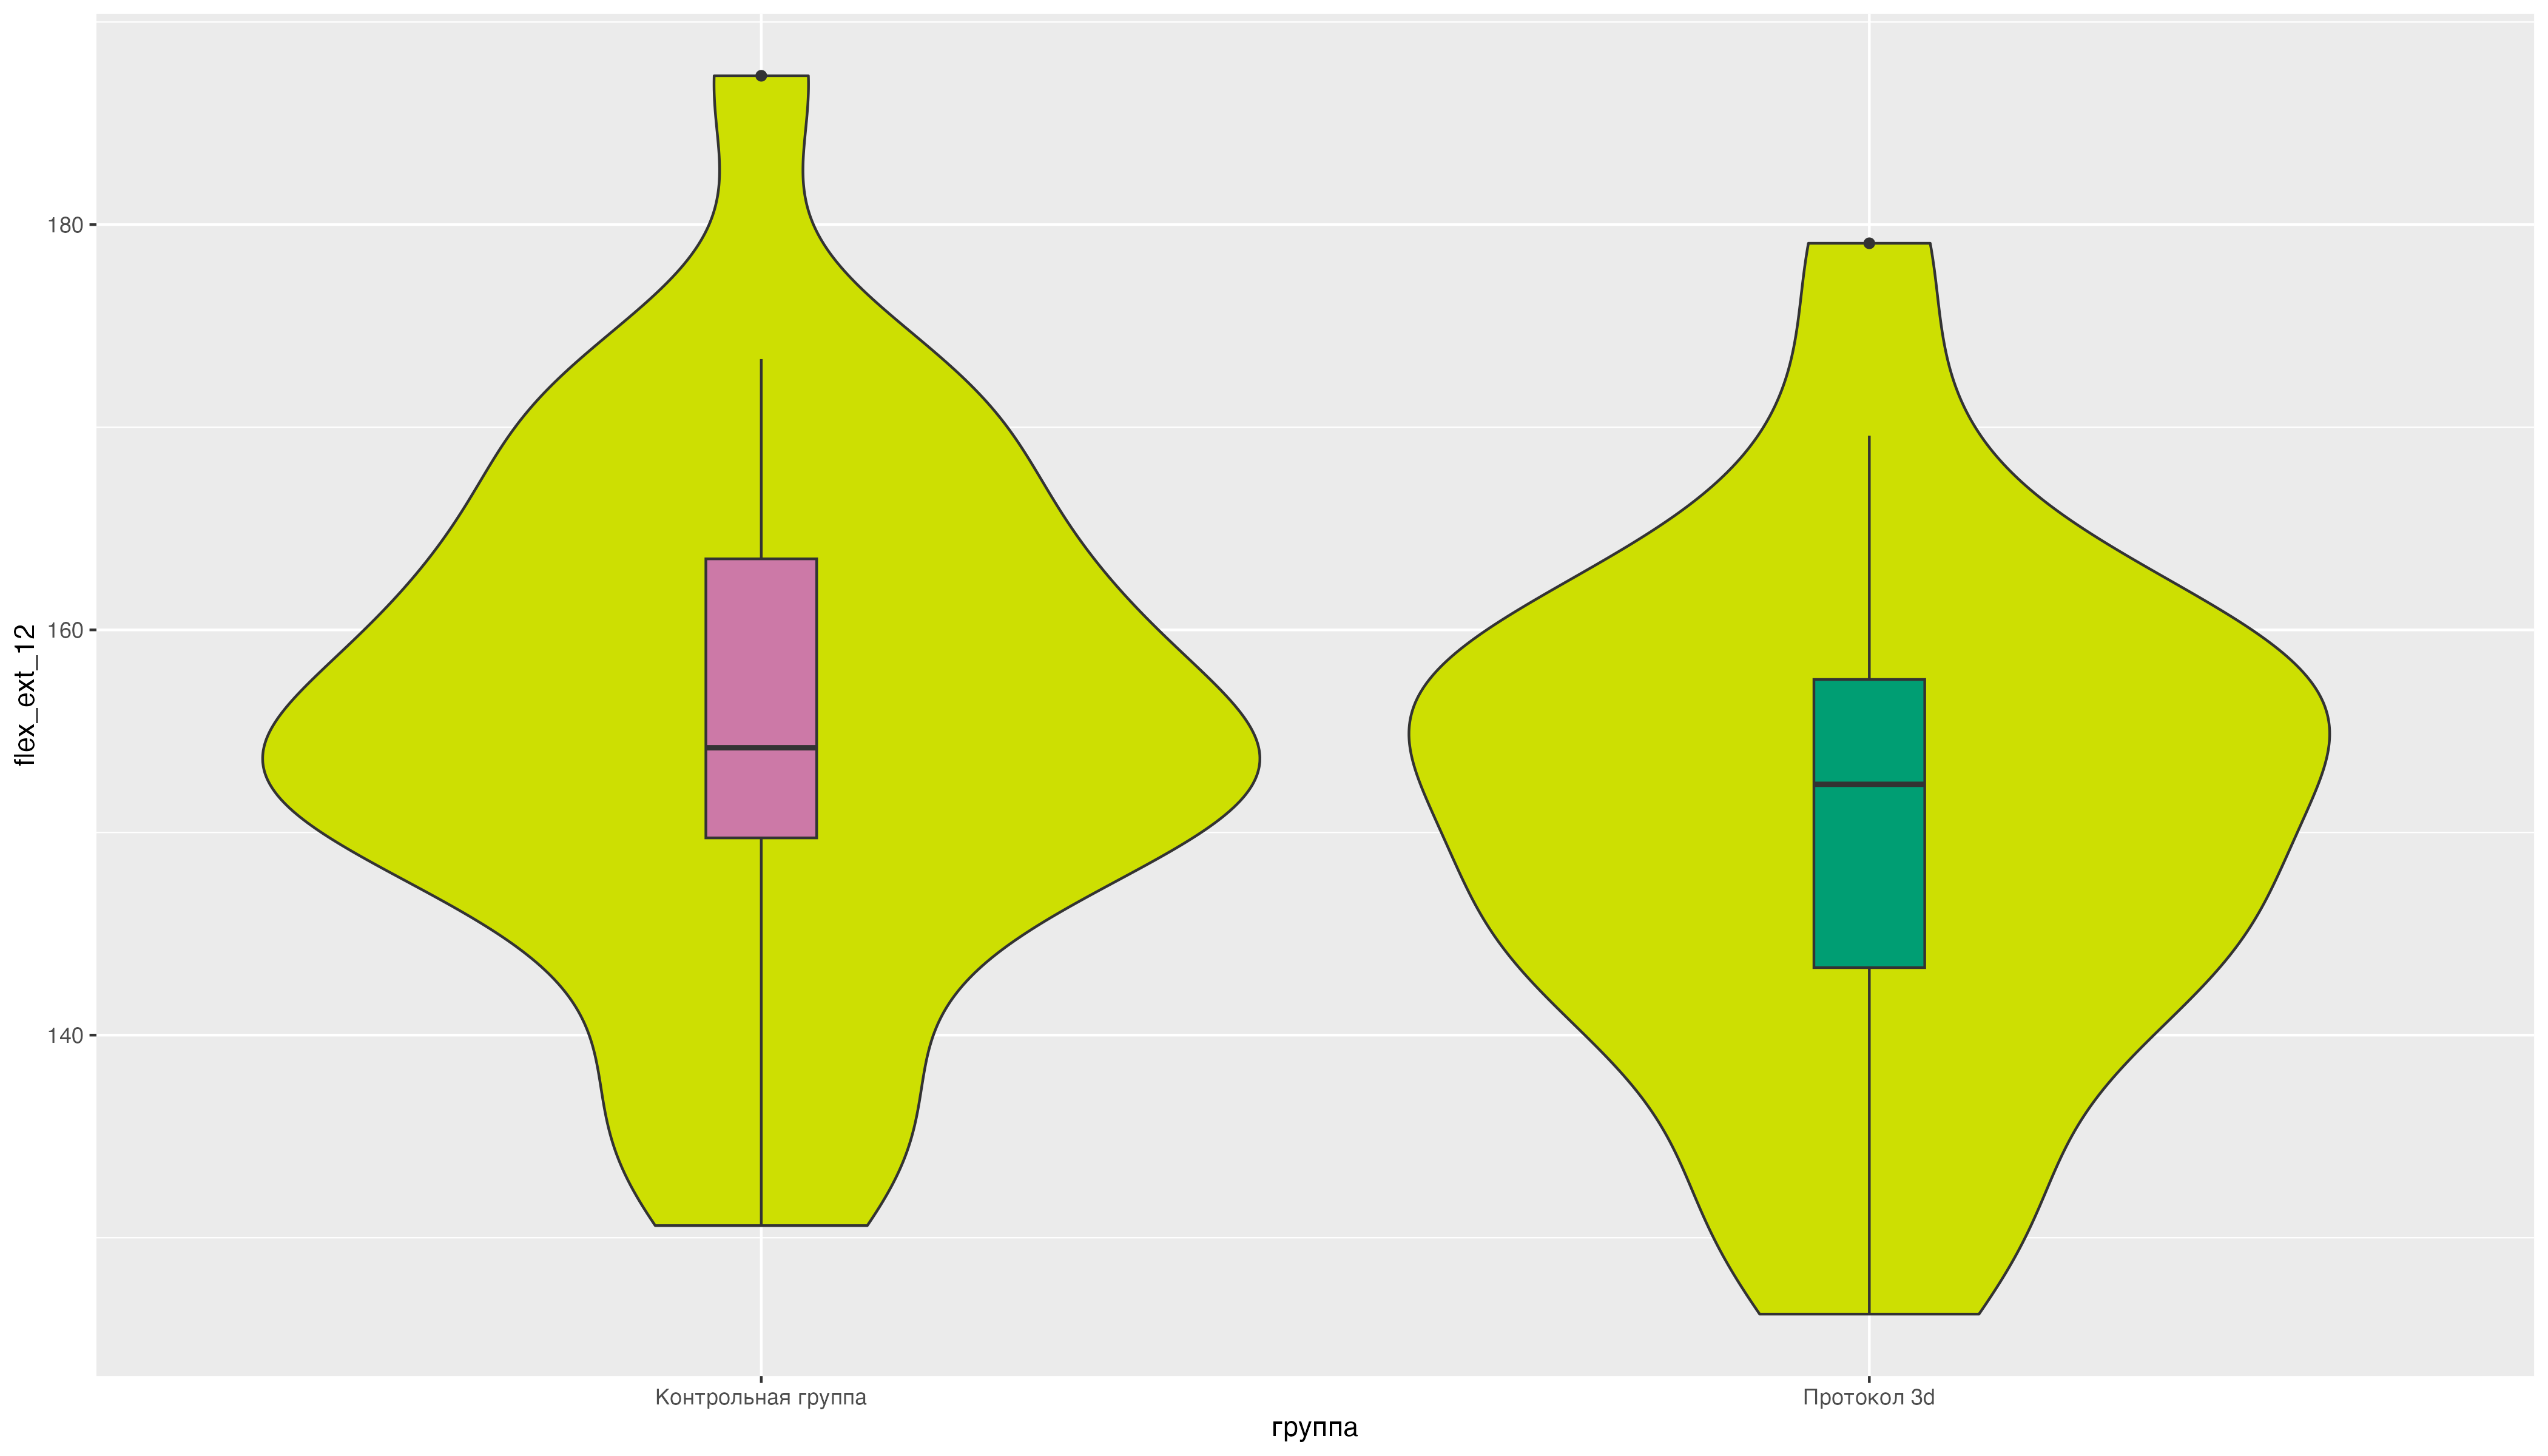 flex_ext_12
180
160
140
Контрольная группа
Протокол 3d
группа